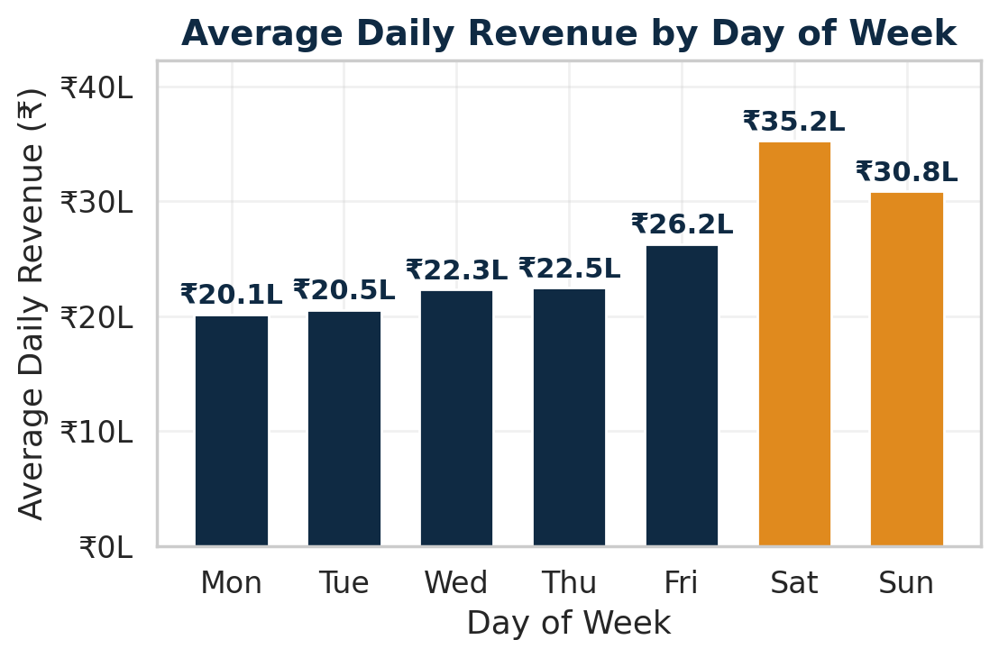 Average Daily Revenue by Day of Week
Average Daily Revenue (₹)
₹40L
₹30L
₹20L
₹10L
₹0L
₹20.1L
₹20.5L
₹22.3L
₹22.5L
₹26.2L
₹35.2L
₹30.8L
Mon Tue Wed Thu Fri Sat Sun
Day of Week